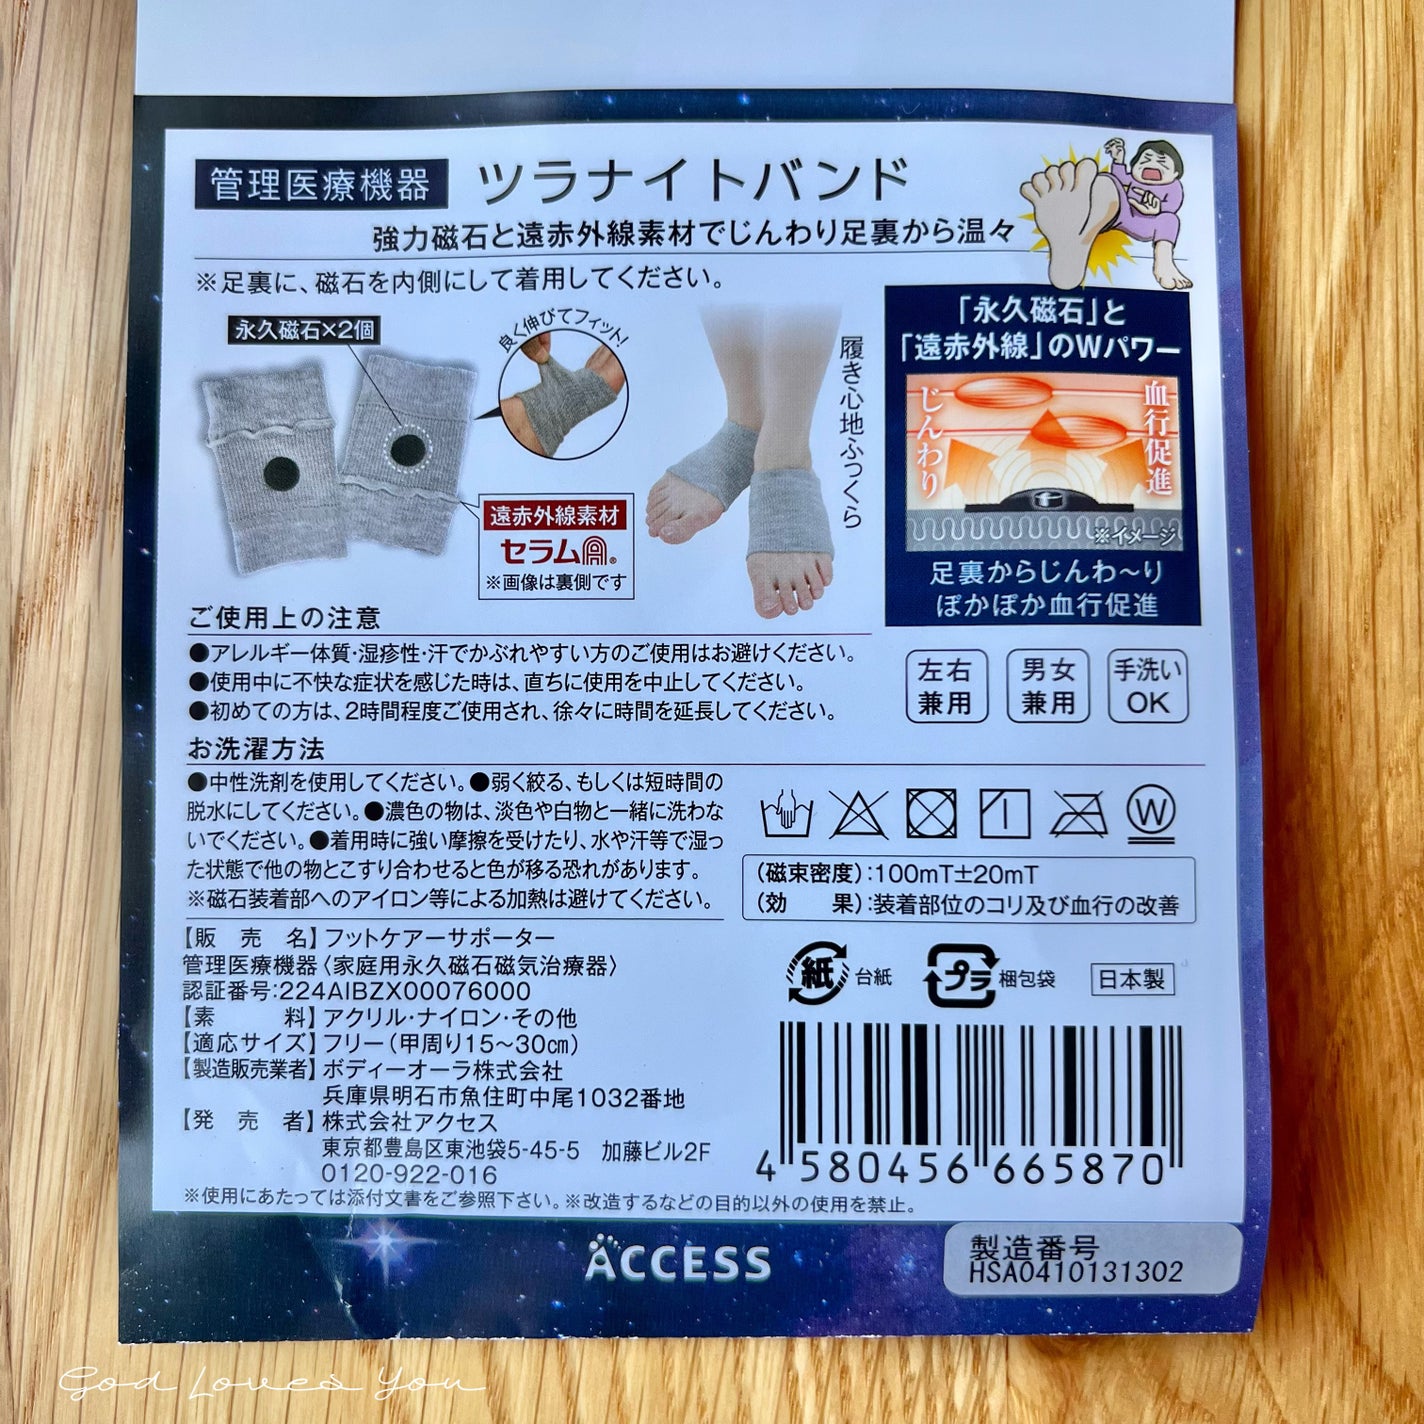 管理医療機器 ツラナイトバンド
強力磁石と遠赤外線素材でじんわり足裏から温々
※足裏に、磁石を内側にして着用してください。
永久磁石×2個
良く伸びてフィット!
履き心地ふっくら
遠赤外線素材
セラムA®
※画像は裏側です
「永久磁石」と
「遠赤外線」のWパワー
じんわり
血行促進
※イメージ
足裏からじんわ～り
ぽかぽか血行促進
ご使用上の注意
●アレルギー体質・湿疹性・汗でかぶれやすい方のご使用はお避けください。
●使用中に不快な症状を感じた時は、直ちに使用を中止してください。
●初めての方は、2時間程度ご使用され、徐々に時間を延長してください。
左右
兼用
男女
兼用
手洗い
OK
お洗濯方法
●中性洗剤を使用してください。●弱く絞る、もしくは短時間の
脱水にしてください。●濃色の物は、淡色や白物と一緒に洗わな
いでください。●着用時に強い摩擦を受けたり、水や汗等で湿っ
た状態で他の物とこすり合わせると色が移る恐れがあります。
※磁石装着部へのアイロン等による加熱は避けてください。
W
(磁束密度):100mT±20mT
(効 果):装着部位のコリ及び血行の改善
【販 売 名】フットケアーサポーター
管理医療機器〈家庭用永久磁石磁気治療器〉
認証番号:224AIBZX00076000
【素 料】アクリル・ナイロン・その他
【適応サイズ】フリー(甲周り15～30㎝)
【製造販売業者】ボディーオーラ株式会社
兵庫県明石市魚住町中尾1032番地
【発 売 者】株式会社アクセス
東京都豊島区東池袋5-45-5 加藤ビル2F
0120-922-016
※使用にあたっては添付文書をご参照下さい。※改造するなどの目的以外の使用を禁止。
紙 台紙
プラ 梱包袋
日本製
4 580456 665870
ACCESS
製造番号
HSA0410131302
God Loves You